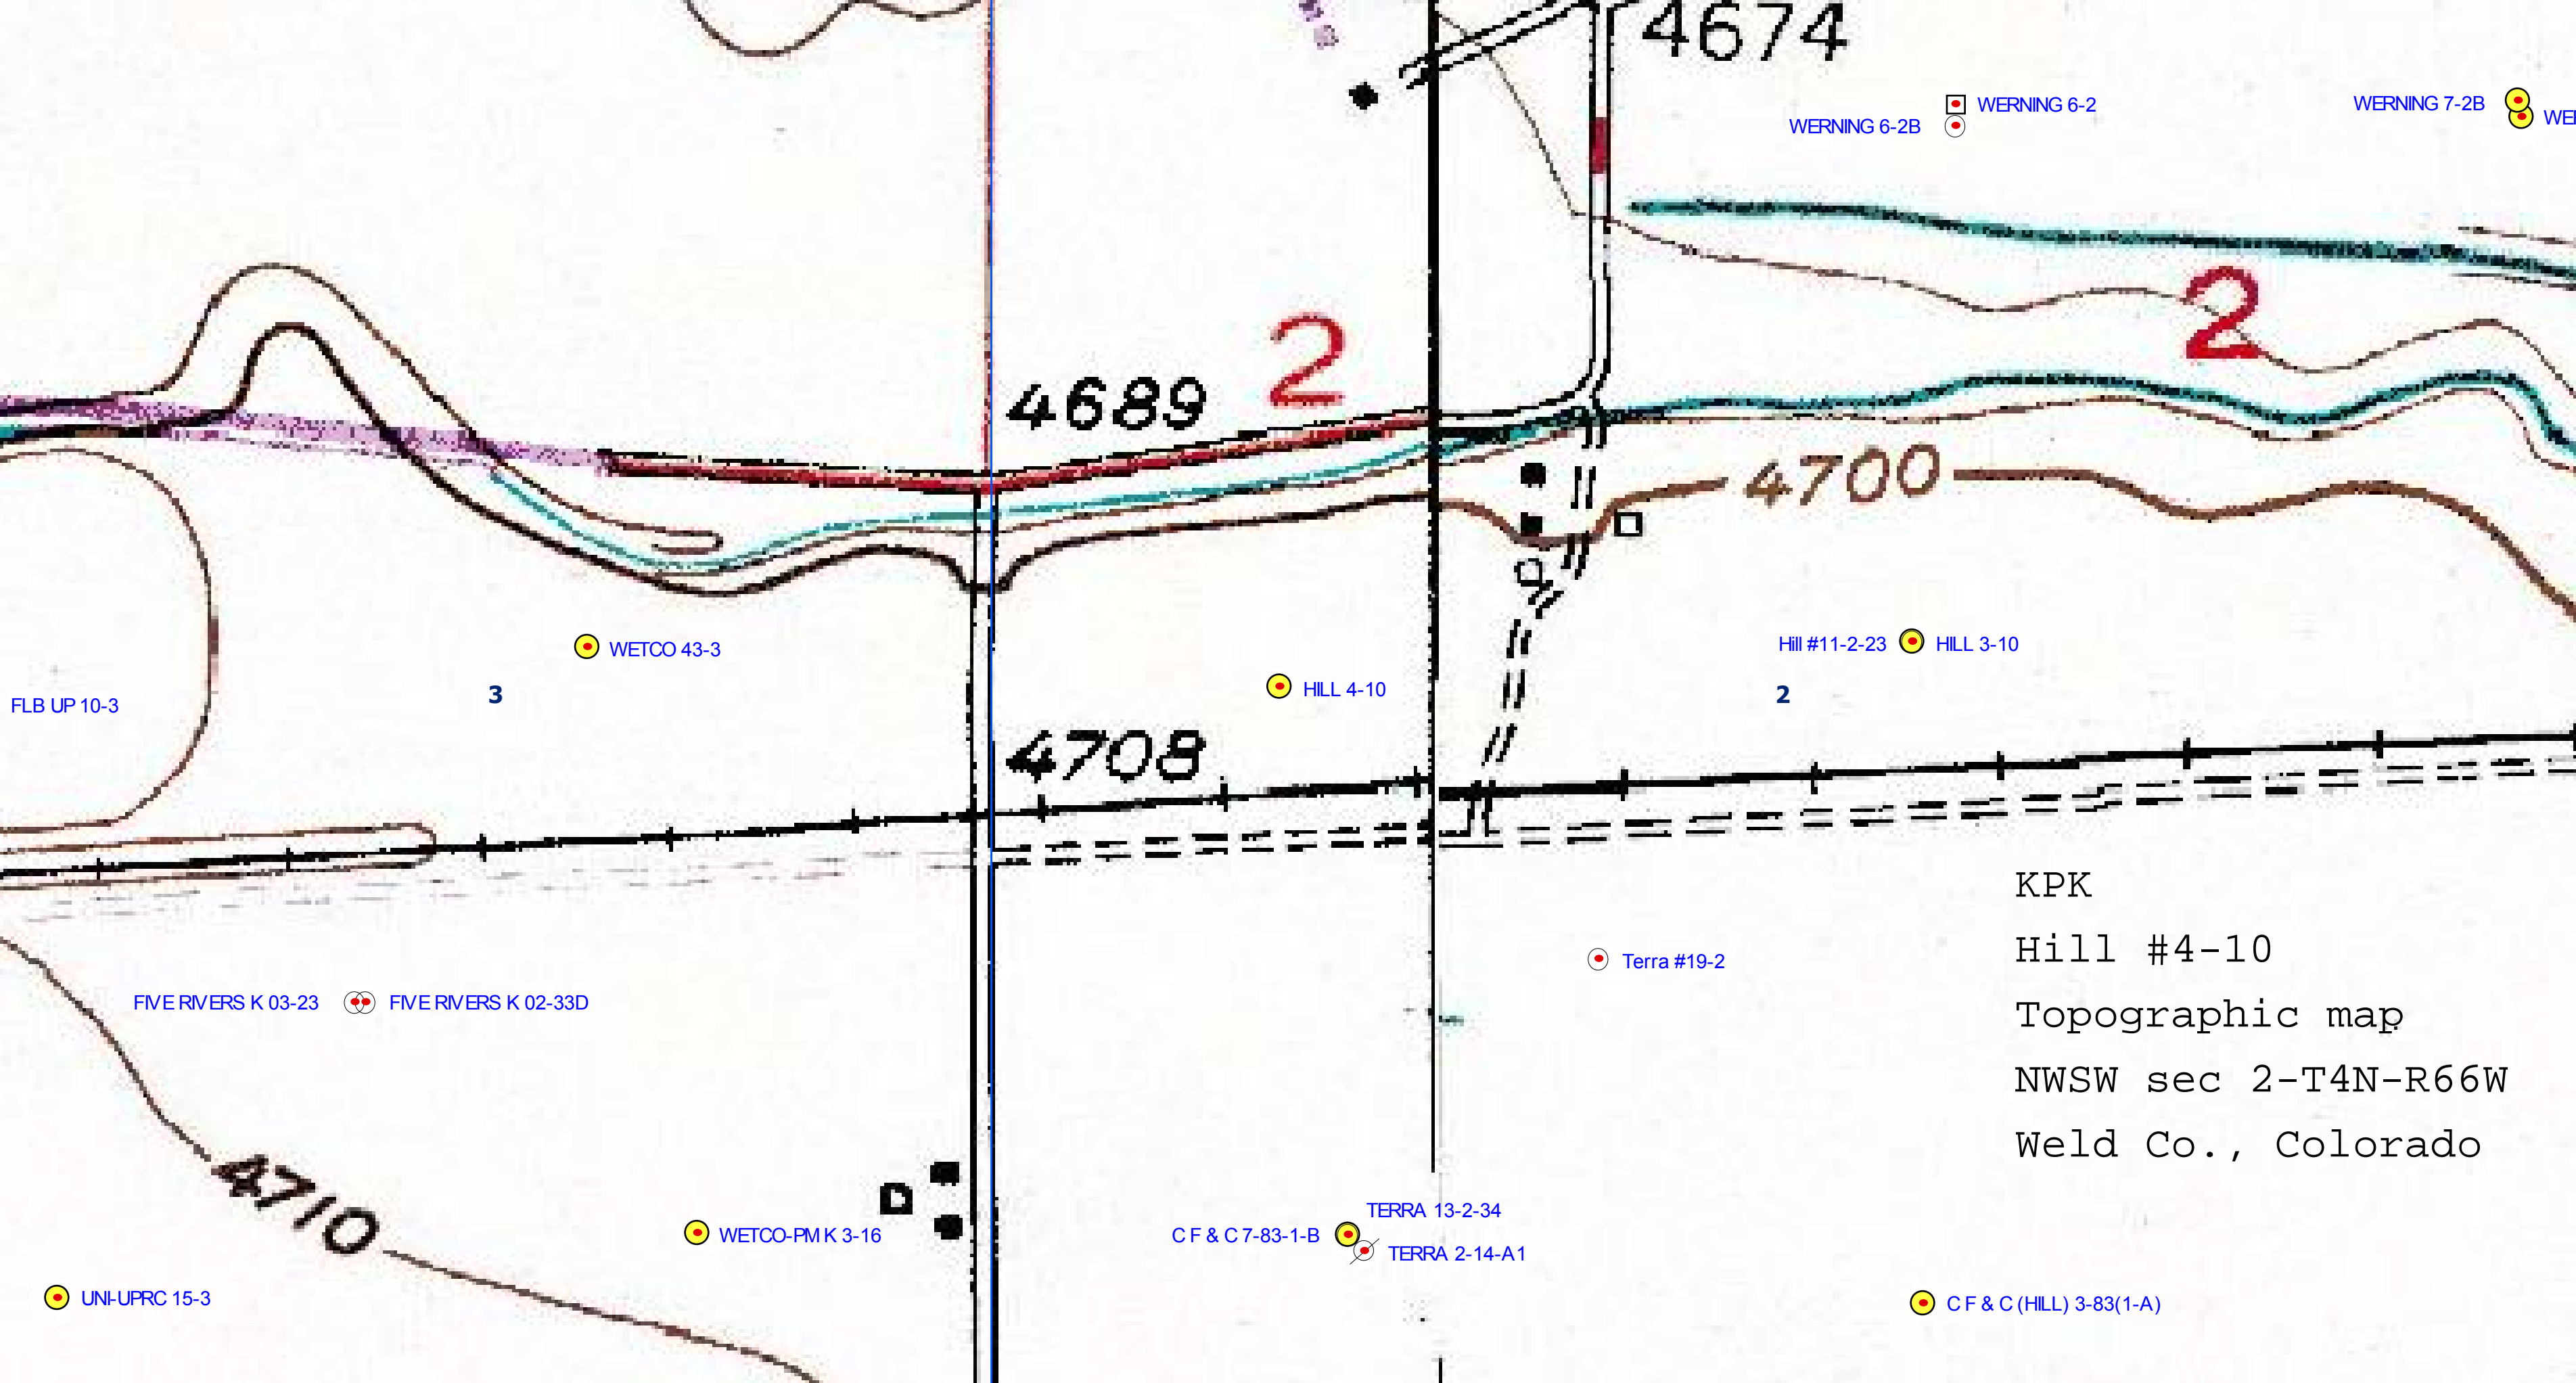 4674
WERNING 6-2
WERNING 7-2B
WERNING 6-2B
2
2
4689
4700
WETCO 43-3
Hill #11-2-23
HILL 3-10
HILL 4-10
3
2
FLB UP 10-3
4708
KPK
Hill #4-10
Topographic map
NWSW sec 2-T4N-R66W
Weld Co., Colorado
Terra #19-2
FIVE RIVERS K 03-23
FIVE RIVERS K 02-33D
4710
TERRA 13-2-34
WETCO-PM K 3-16
C F & C 7-83-1-B
TERRA 2-14-A1
UNI-UPRC 15-3
C F & C (HILL) 3-83(1-A)